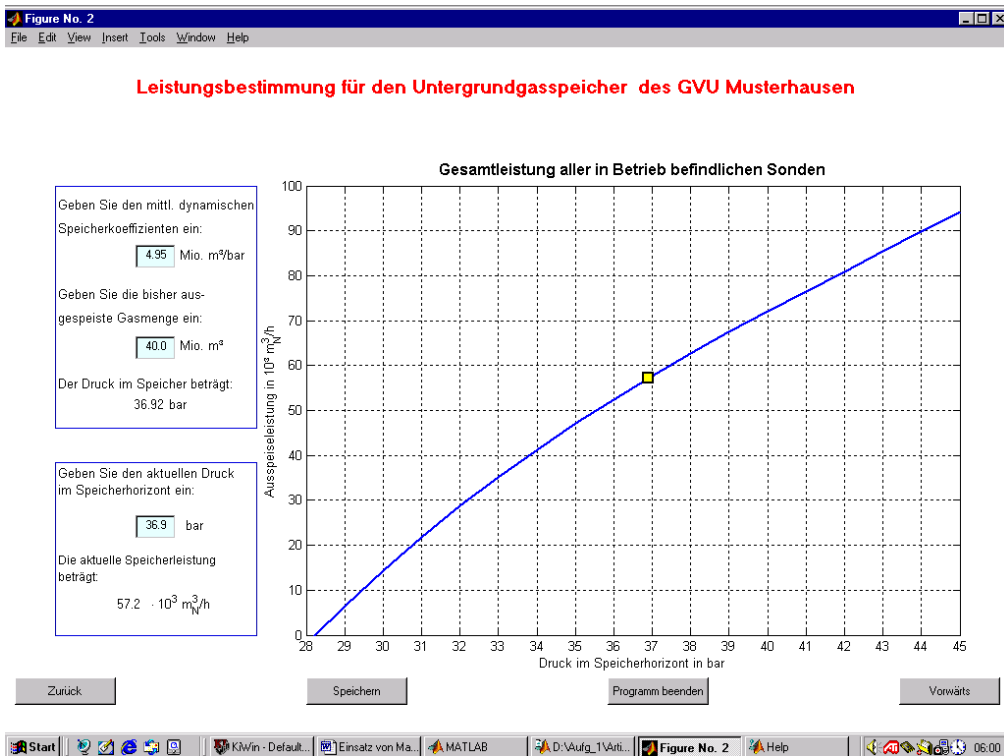 Figure No. 2
File Edit View Insert Tools Window Help
Leistungsbestimmung für den Untergrundgasspeicher des GVU Musterhausen
Geben Sie den mittl. dynamischen
Speicherkoeffizienten ein:
4.95 Mio. m³/bar
Geben Sie die bisher aus-
gespeiste Gasmenge ein:
40.0 Mio. m³
Der Druck im Speicher beträgt:
36.92 bar
Geben Sie den aktuellen Druck
im Speicherhorizont ein:
36.9 bar
Die aktuelle Speicherleistung
beträgt:
57.2 · 10³ m³N/h
Gesamtleistung aller in Betrieb befindlichen Sonden
Ausspeiseleistung in 10³ m³N/h
100
90
80
70
60
50
40
30
20
10
0
28 29 30 31 32 33 34 35 36 37 38 39 40 41 42 43 44 45
Druck im Speicherhorizont in bar
Zurück Speichern Programm beenden Vorwärts
Start KiWin - Default... Einsatz von Ma... MATLAB D:\Aufg_1\Arti... Figure No. 2 Help 06:00